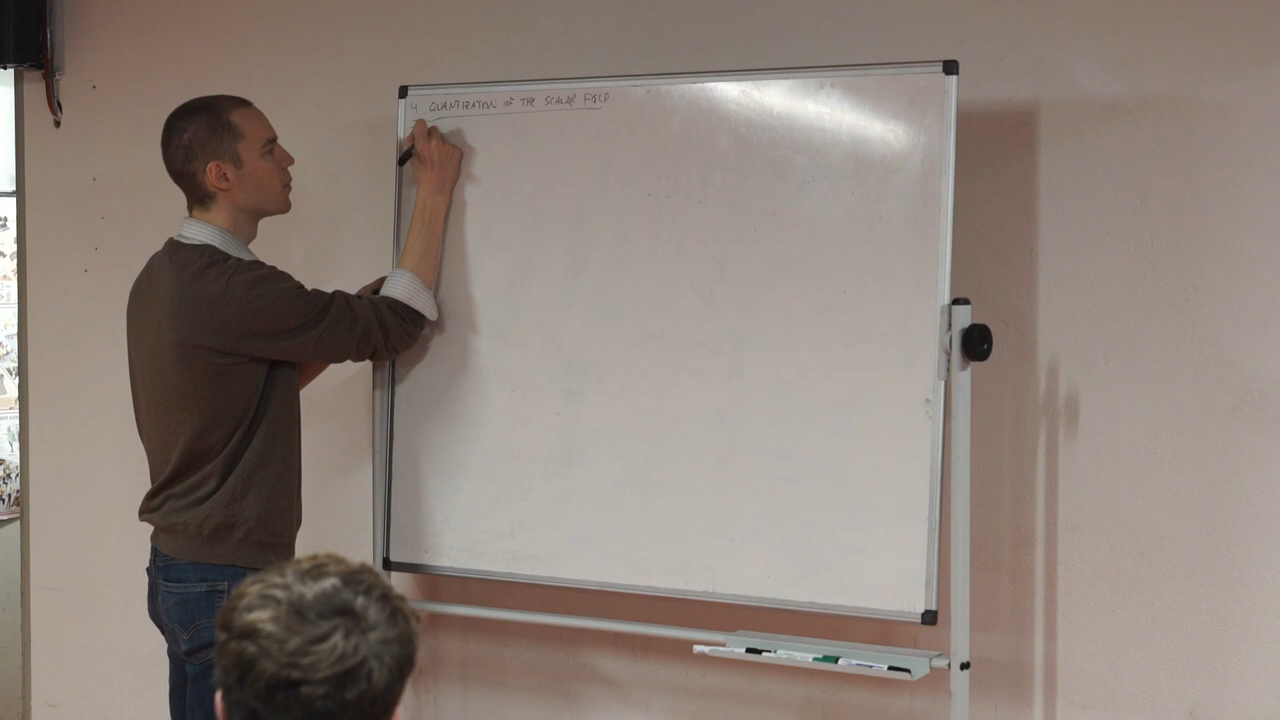 4. QUANTIZATION OF THE SCALAR FIELD